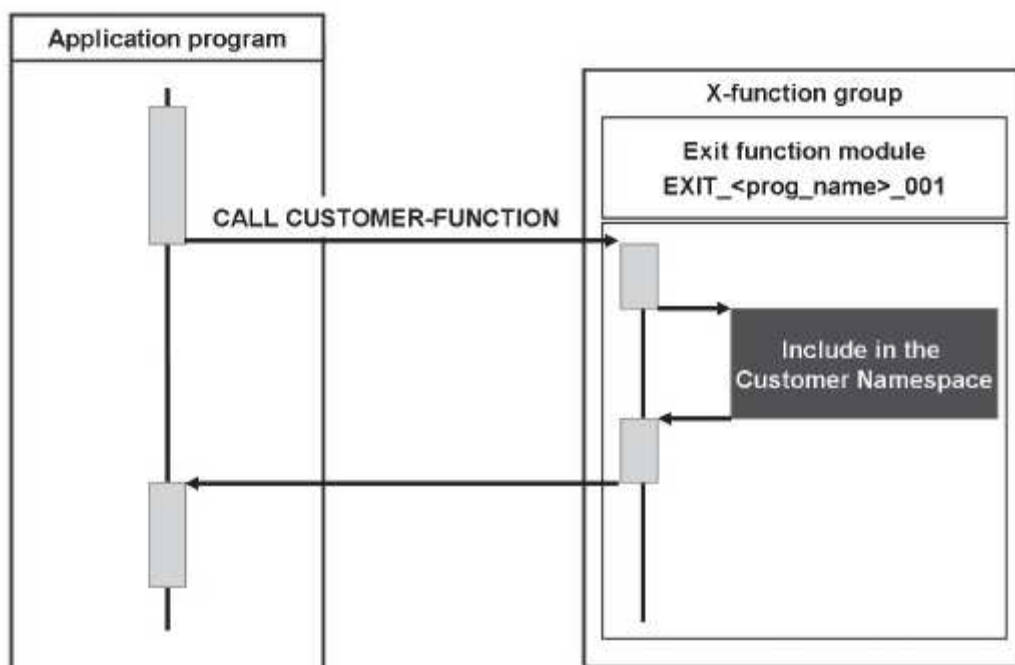 Application program
X-function group
Exit function module
EXIT_<prog_name>_001
CALL CUSTOMER-FUNCTION
Include in the
Customer Namespace